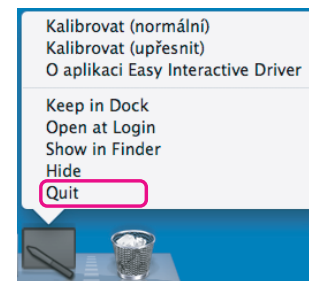 Kalibrovat (normální)
Kalibrovat (upřesnit)
O aplikaci Easy Interactive Driver
Keep in Dock
Open at Login
Show in Finder
Hide
Quit